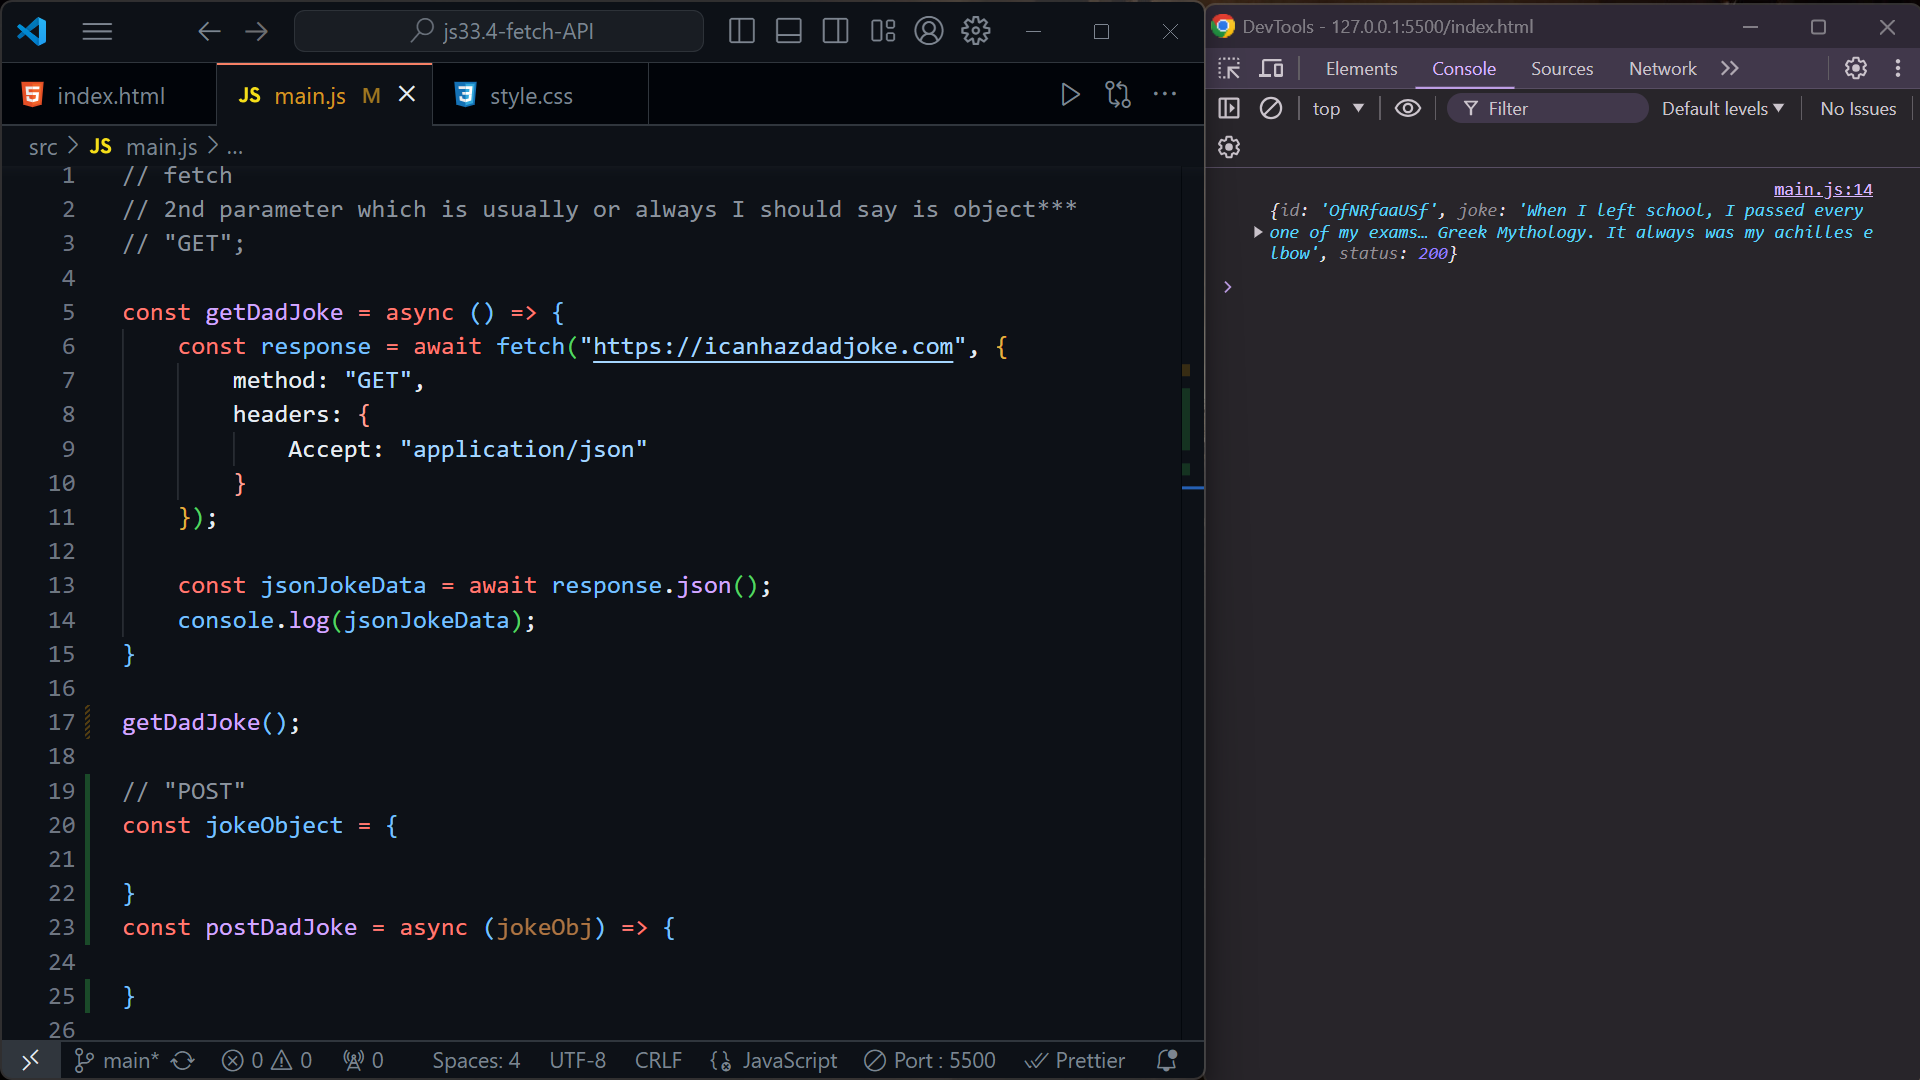 js33.4-fetch-API
index.html
JS main.js M
style.css
src > JS main.js > ...
1 // fetch
2 // 2nd parameter which is usually or always I should say is object***
3 // "GET";
4
5 const getDadJoke = async () => {
6 const response = await fetch("https://icanhazdadjoke.com", {
7 method: "GET",
8 headers: {
9 Accept: "application/json"
10 }
11 });
12
13 const jsonJokeData = await response.json();
14 console.log(jsonJokeData);
15 }
16
17 getDadJoke();
18
19 // "POST"
20 const jokeObject = {
21
22 }
23 const postDadJoke = async (jokeObj) => {
24
25 }
26
main* 0 0 0 Spaces: 4 UTF-8 CRLF {} JavaScript Port : 5500 Prettier
DevTools - 127.0.0.1:5500/index.html
Elements Console Sources Network
top Filter Default levels No Issues
main.js:14
{id: 'OfNRfaaUSf', joke: 'When I left school, I passed every
one of my exams… Greek Mythology. It always was my achilles e
lbow', status: 200}